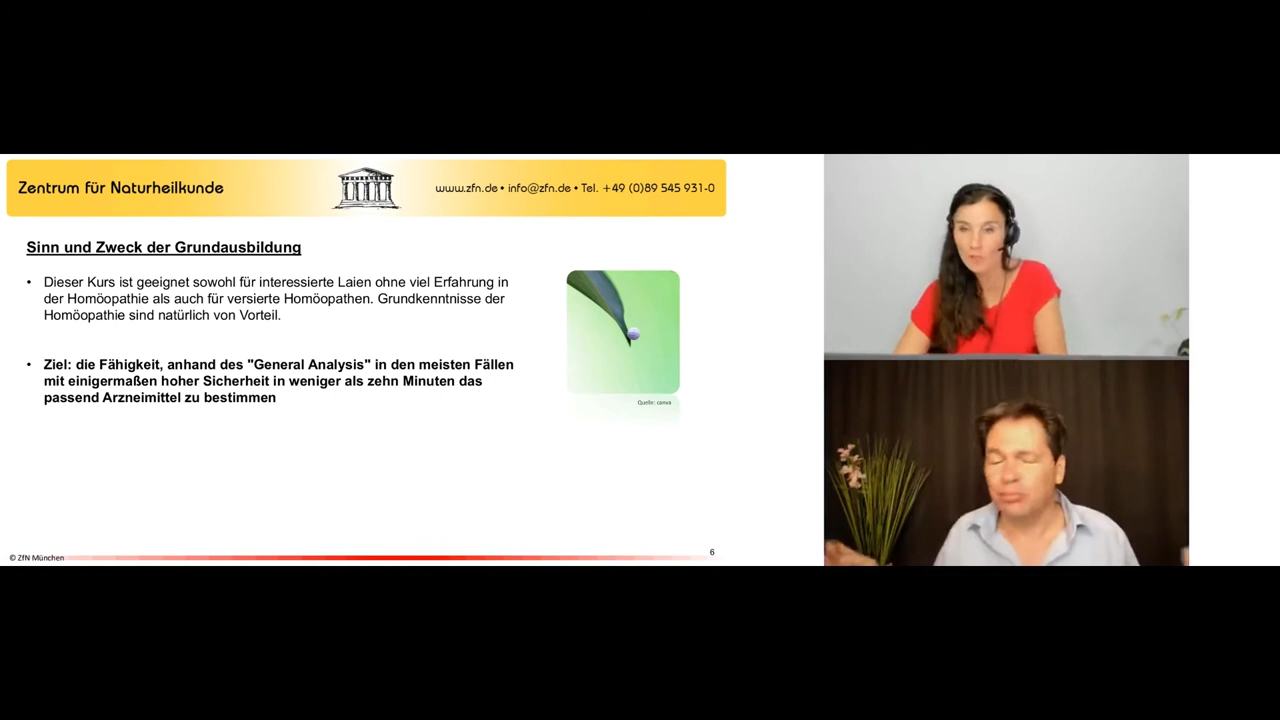 Zentrum für Naturheilkunde
www.zfn.de • info@zfn.de • Tel. +49 (0)89 545 931-0
Sinn und Zweck der Grundausbildung
• Dieser Kurs ist geeignet sowohl für interessierte Laien ohne viel Erfahrung in
der Homöopathie als auch für versierte Homöopathen. Grundkenntnisse der
Homöopathie sind natürlich von Vorteil.
• Ziel: die Fähigkeit, anhand des "General Analysis" in den meisten Fällen
mit einigermaßen hoher Sicherheit in weniger als zehn Minuten das
passend Arzneimittel zu bestimmen
Quelle: canva
© ZfN München
6